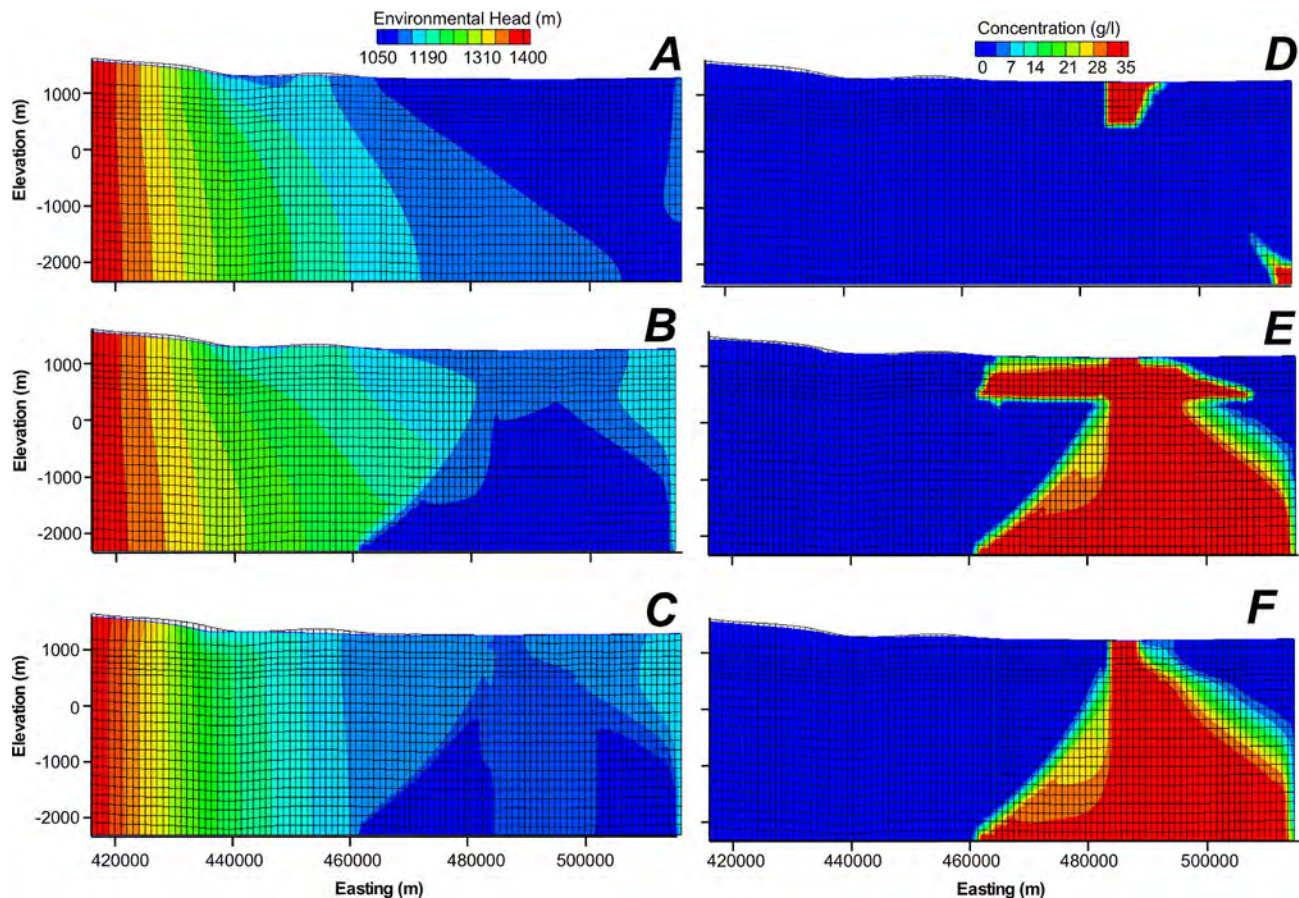 Environmental Head (m)
1050 1190 1310 1400
A
Concentration (g/l)
0 7 14 21 28 35
D
Elevation (m)
1000
0
-1000
-2000
B
E
Elevation (m)
1000
0
-1000
-2000
C
F
Elevation (m)
1000
0
-1000
-2000
420000 440000 460000 480000 500000
Easting (m)
420000 440000 460000 480000 500000
Easting (m)